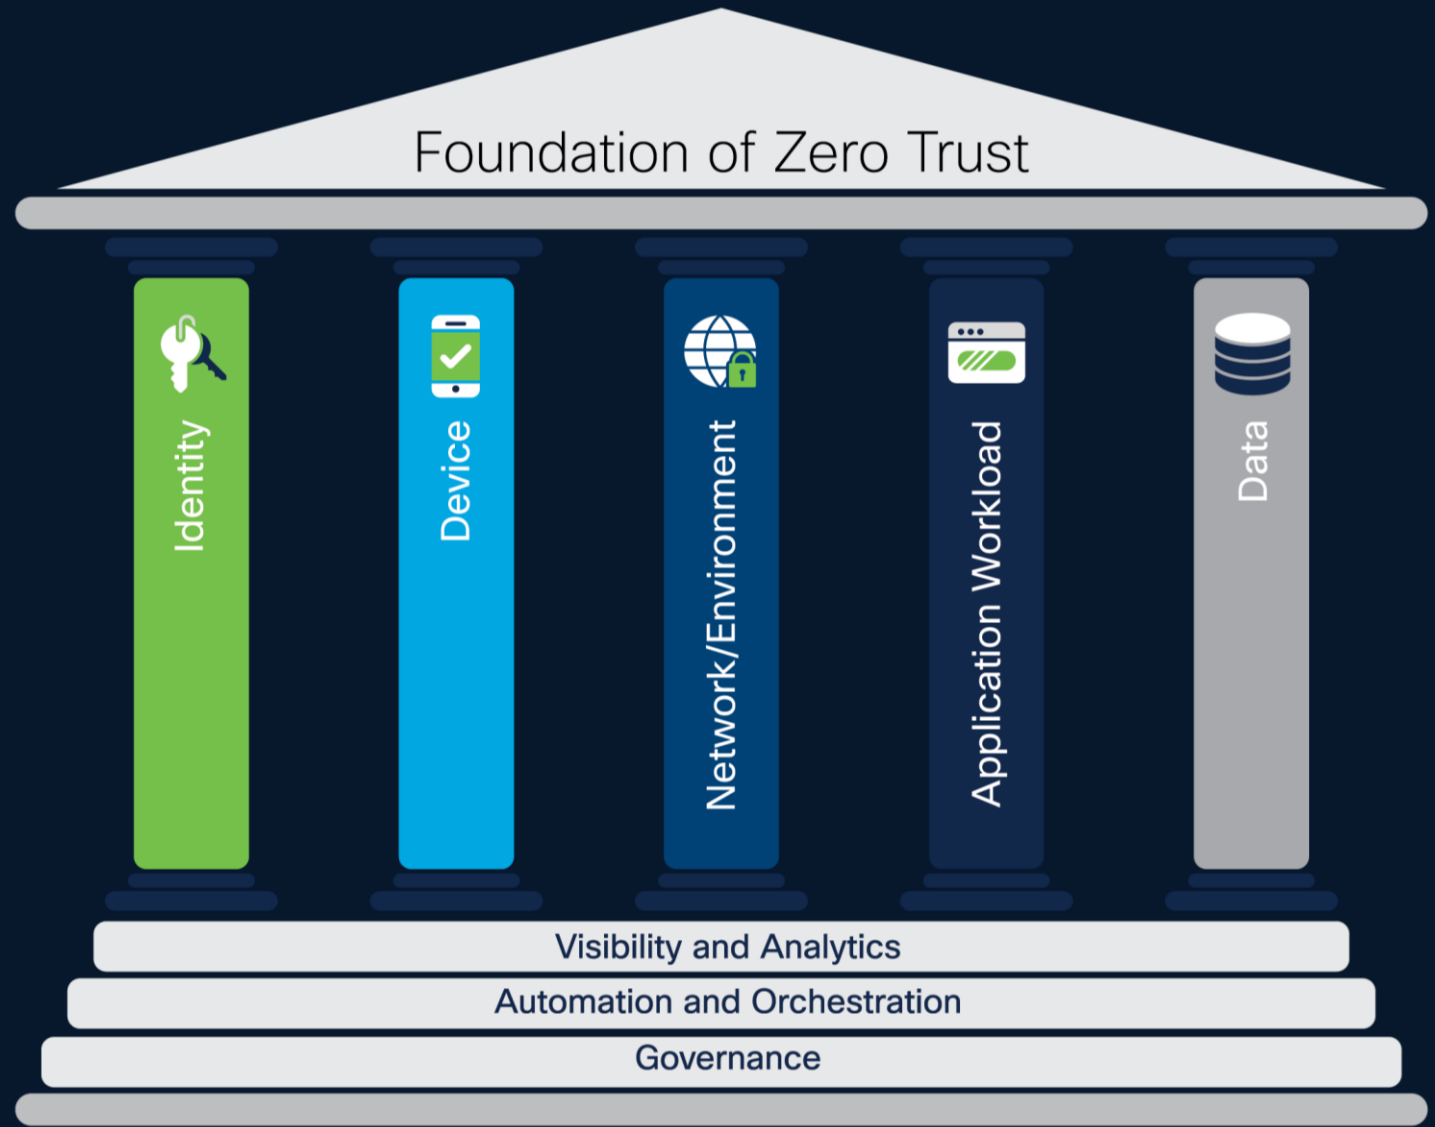 Foundation of Zero Trust
Identity
Device
Network/Environment
Application Workload
Data
Visibility and Analytics
Automation and Orchestration
Governance